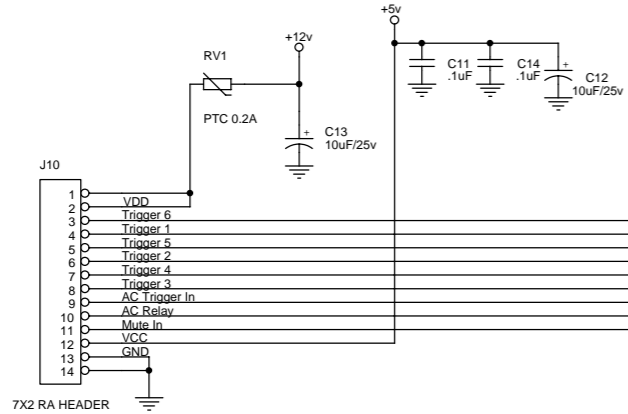 +5v
+12v
RV1
PTC 0.2A
C13
10uF/25v
C11
.1uF
C14
.1uF
C12
10uF/25v
+
+
J10
1
2 VDD
3 Trigger 6
4 Trigger 1
5 Trigger 5
6 Trigger 2
7 Trigger 4
8 Trigger 3
9 AC Trigger In
10 AC Relay
11 Mute In
12 VCC
13 GND
14
7X2 RA HEADER